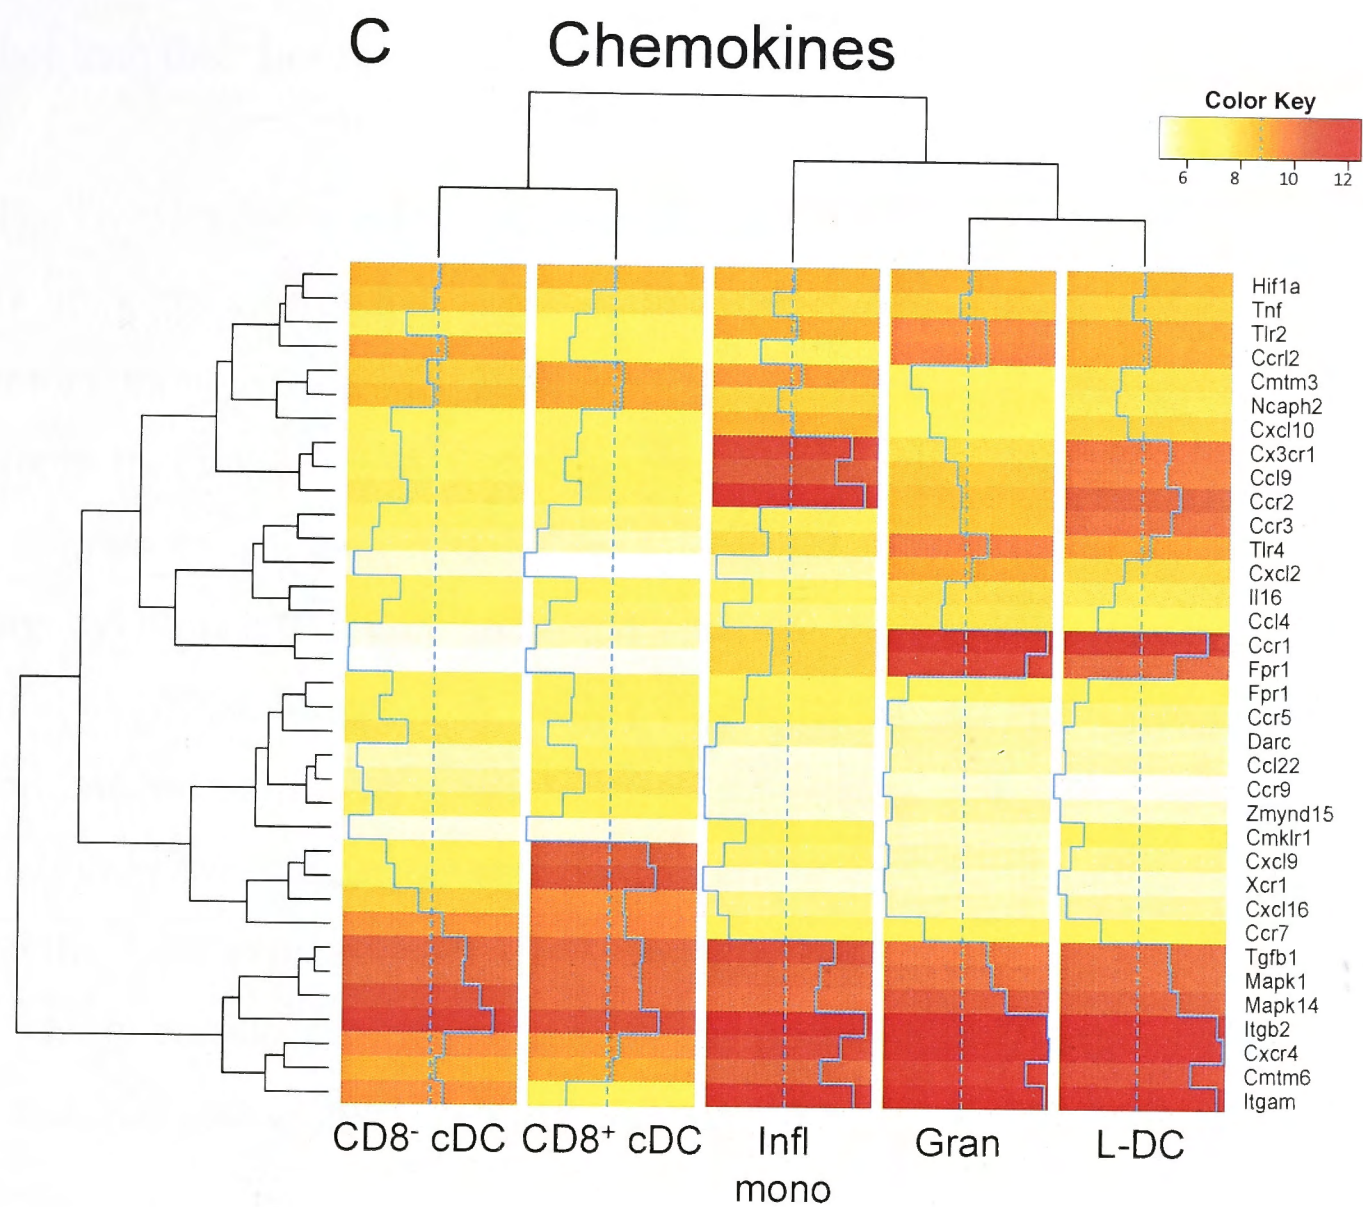 C Chemokines
Color Key
6 8 10 12
Hif1a
Tnf
Tlr2
Ccrl2
Cmtm3
Ncaph2
Cxcl10
Cx3cr1
Ccl9
Ccr2
Ccr3
Tlr4
Cxcl2
Il16
Ccl4
Ccr1
Fpr1
Fpr1
Ccr5
Darc
Ccl22
Ccr9
Zmynd15
Cmklr1
Cxcl9
Xcr1
Cxcl16
Ccr7
Tgfb1
Mapk1
Mapk14
Itgb2
Cxcr4
Cmtm6
Itgam
CD8⁻ cDC CD8⁺ cDC Infl Gran L-DC
mono